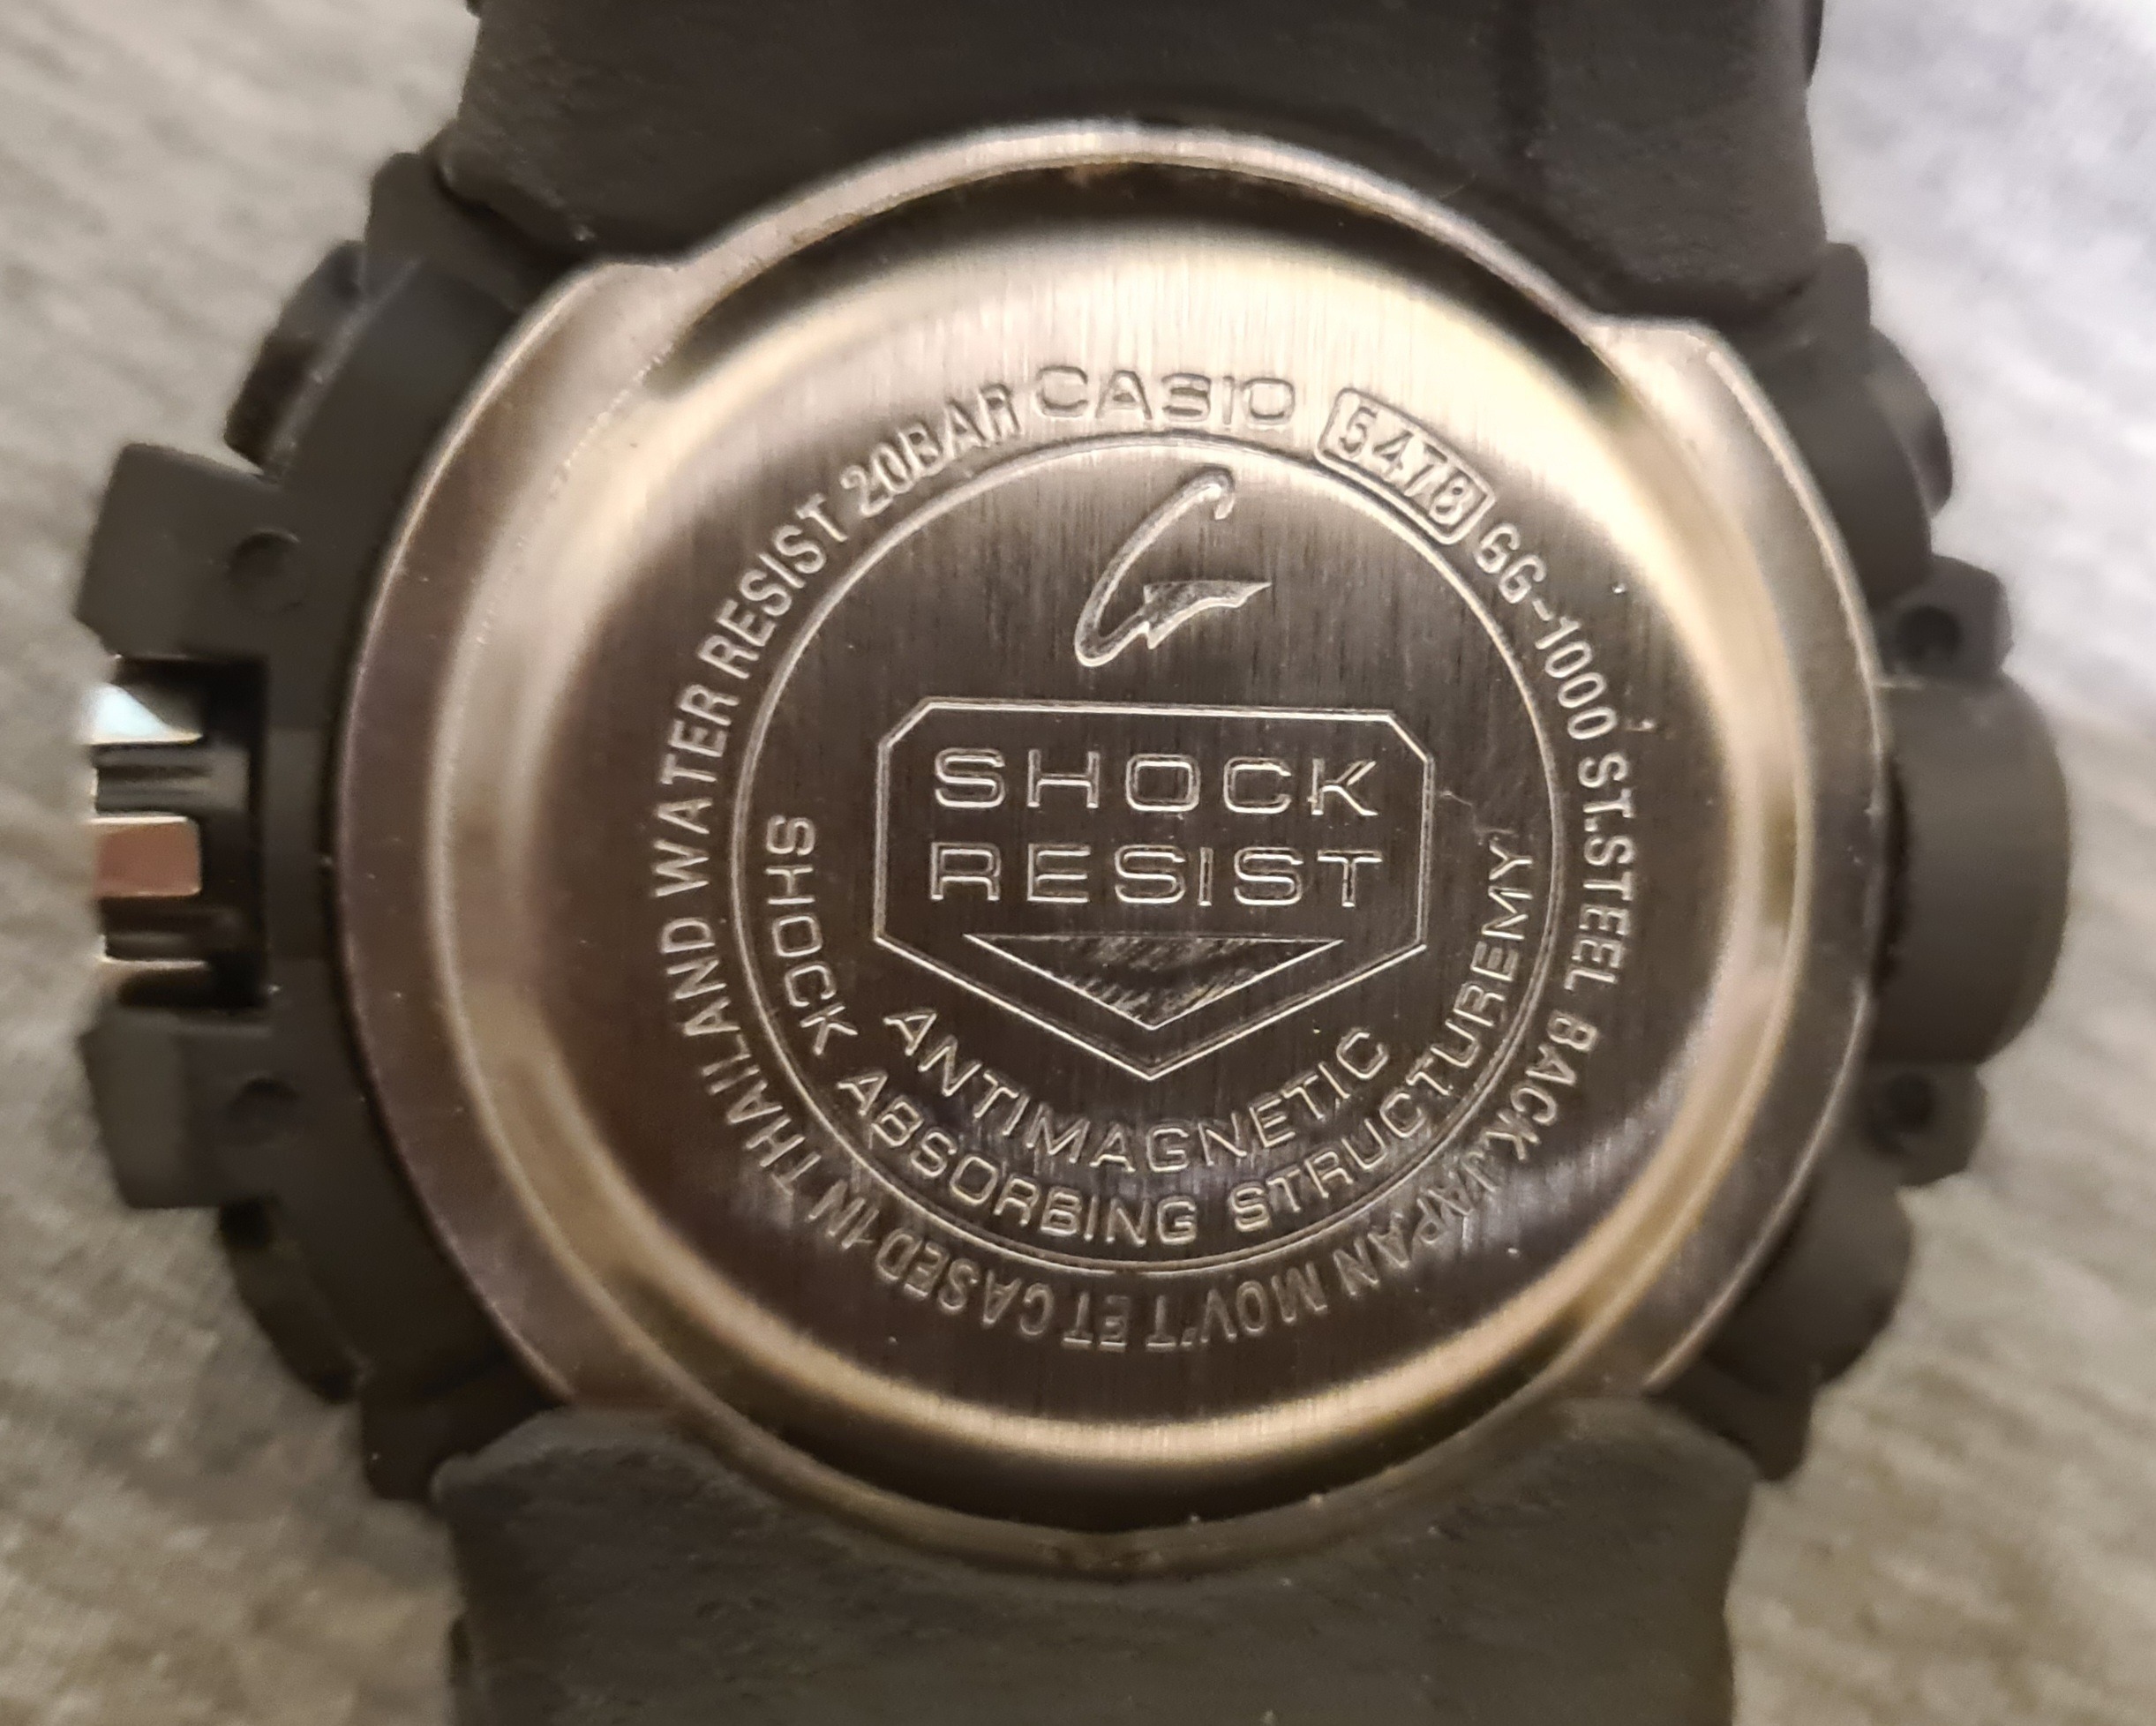 CASIO 5478 GG-1000 ST.STEEL BACK JAPAN MOV'T ET CASED IN THAILAND WATER RESIST 20BAR
G
SHOCK
RESIST
ANTIMAGNETIC
SHOCK ABSORBING STRUCTUREMY